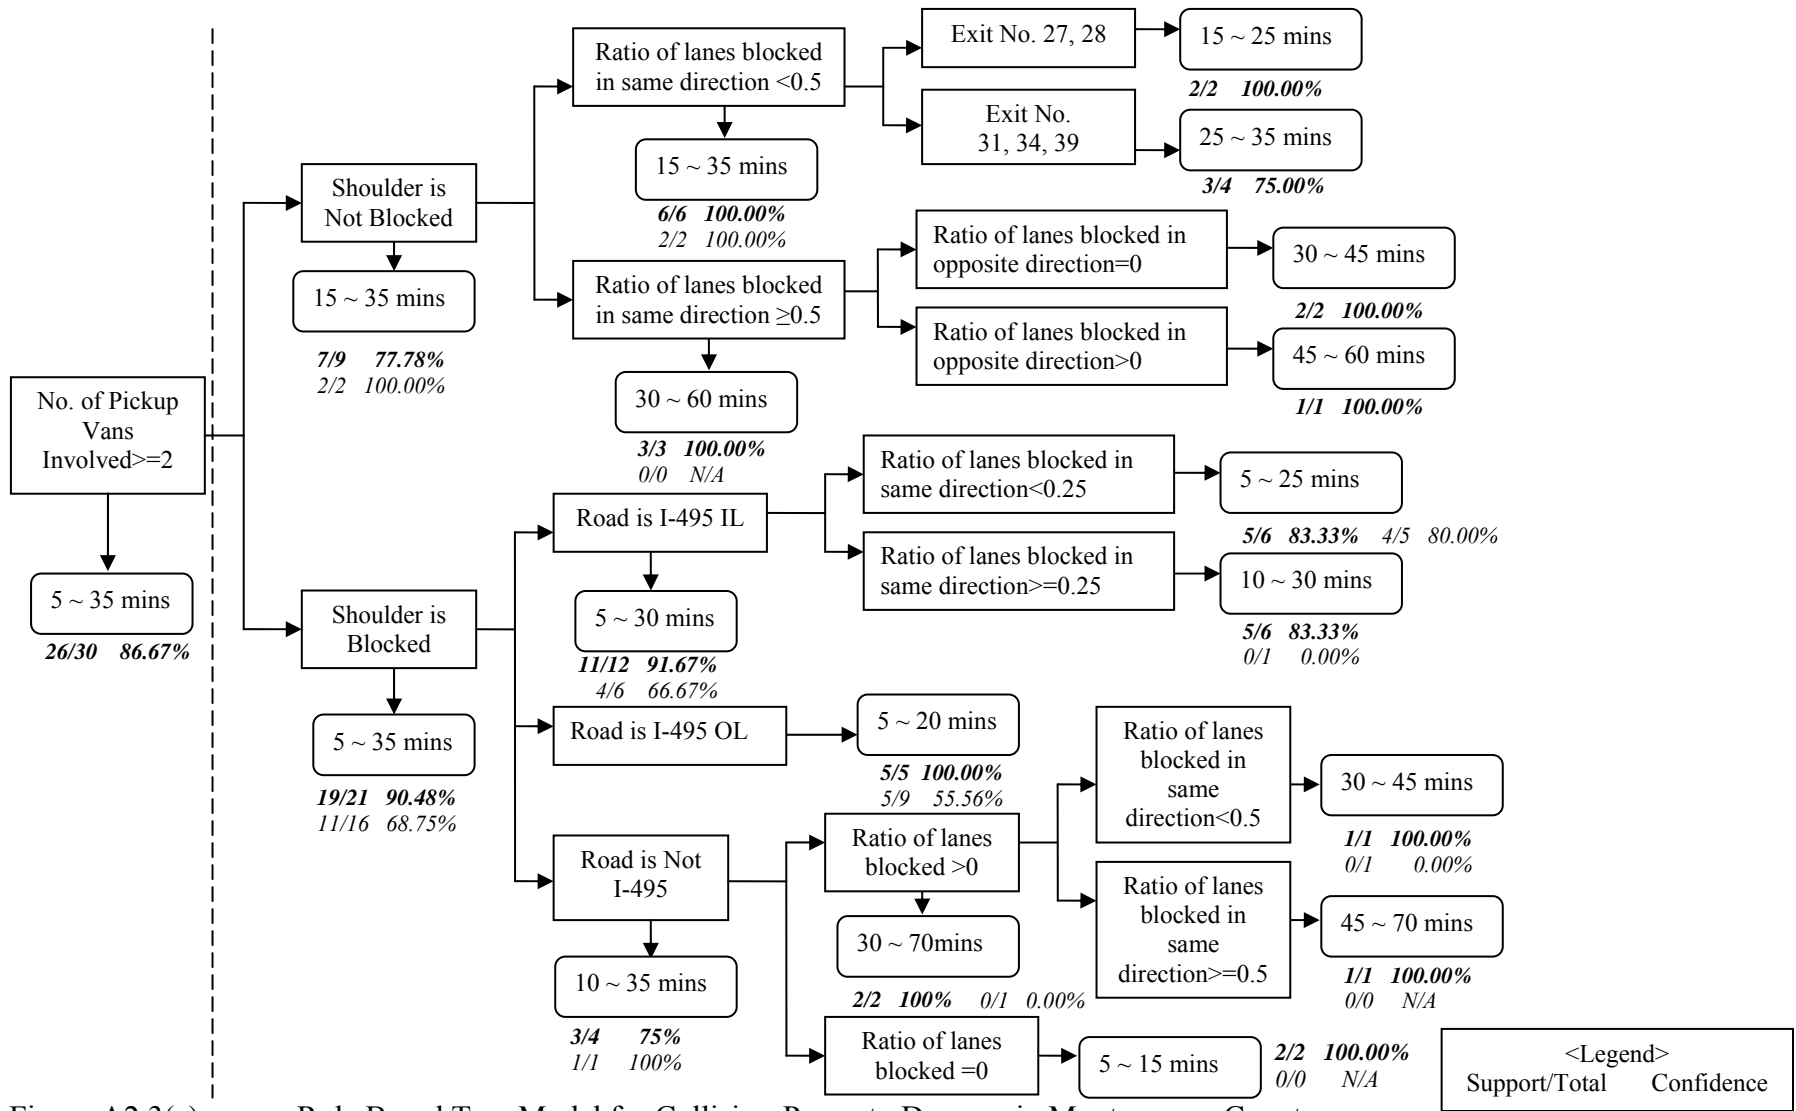 No. of Pickup
Vans
Involved>=2
5 ~ 35 mins
26/30 86.67%
Shoulder is
Not Blocked
15 ~ 35 mins
7/9 77.78%
2/2 100.00%
Ratio of lanes blocked
in same direction <0.5
15 ~ 35 mins
6/6 100.00%
2/2 100.00%
Exit No. 27, 28
15 ~ 25 mins
2/2 100.00%
Exit No.
31, 34, 39
25 ~ 35 mins
3/4 75.00%
Ratio of lanes blocked
in same direction ≥0.5
30 ~ 60 mins
3/3 100.00%
0/0 N/A
Ratio of lanes blocked in
opposite direction=0
30 ~ 45 mins
2/2 100.00%
Ratio of lanes blocked in
opposite direction>0
45 ~ 60 mins
1/1 100.00%
Shoulder is
Blocked
5 ~ 35 mins
19/21 90.48%
11/16 68.75%
Road is I-495 IL
5 ~ 30 mins
11/12 91.67%
4/6 66.67%
Ratio of lanes blocked in
same direction<0.25
5 ~ 25 mins
5/6 83.33% 4/5 80.00%
Ratio of lanes blocked in
same direction>=0.25
10 ~ 30 mins
5/6 83.33%
0/1 0.00%
Road is I-495 OL
5 ~ 20 mins
5/5 100.00%
5/9 55.56%
Road is Not
I-495
10 ~ 35 mins
3/4 75%
1/1 100%
Ratio of lanes
blocked >0
30 ~ 70mins
2/2 100% 0/1 0.00%
Ratio of lanes
blocked in
same
direction<0.5
30 ~ 45 mins
1/1 100.00%
0/1 0.00%
Ratio of lanes
blocked in
same
direction>=0.5
45 ~ 70 mins
1/1 100.00%
0/0 N/A
Ratio of lanes
blocked =0
5 ~ 15 mins
2/2 100.00%
0/0 N/A
<Legend>
Support/Total Confidence